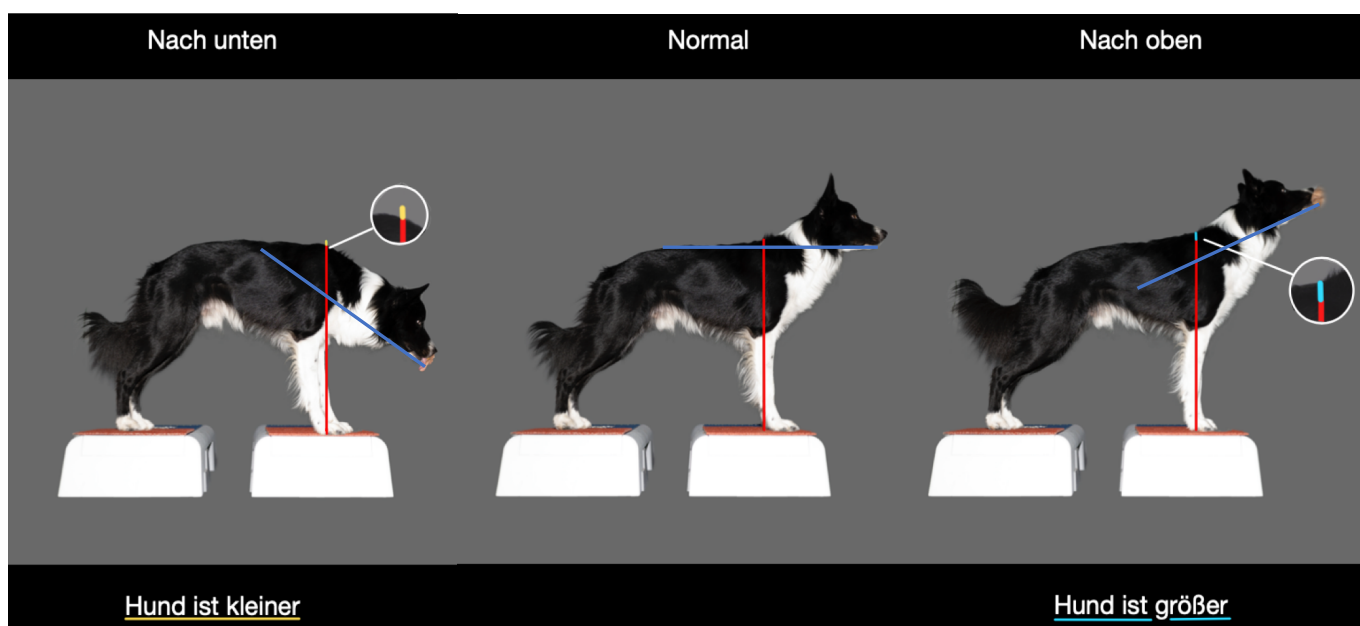 Nach unten
Normal
Nach oben
Hund ist kleiner
Hund ist größer